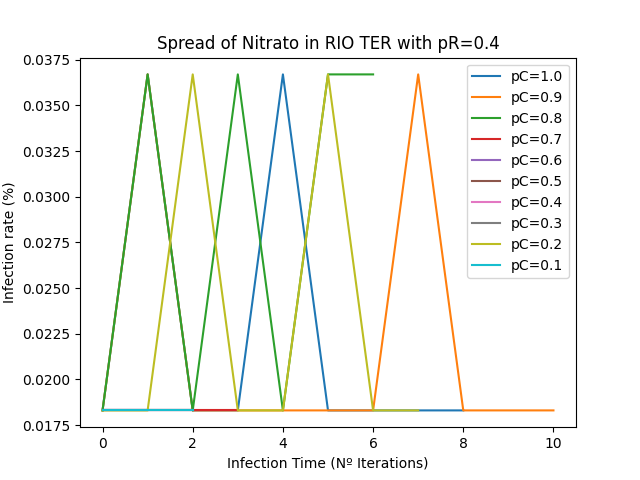 Spread of Nitrato in RIO TER with pR=0.4
Infection rate (%)
0.0375
0.0350
0.0325
0.0300
0.0275
0.0250
0.0225
0.0200
0.0175
pC=1.0
pC=0.9
pC=0.8
pC=0.7
pC=0.6
pC=0.5
pC=0.4
pC=0.3
pC=0.2
pC=0.1
0 2 4 6 8 10
Infection Time (Nº Iterations)